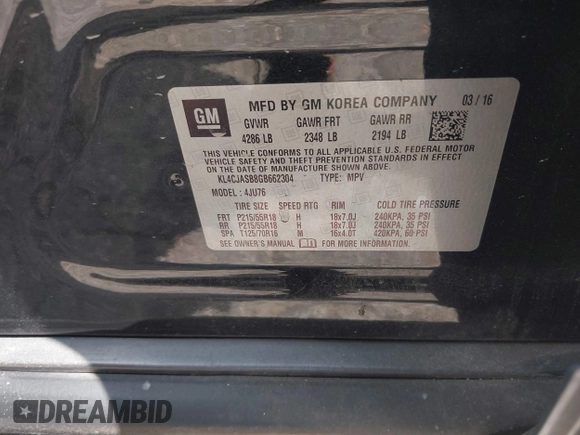 GM
MFD BY GM KOREA COMPANY 03/16
GVWR GAWR FRT GAWR RR
4286 LB 2348 LB 2194 LB
THIS VEHICLE CONFORMS TO ALL APPLICABLE U.S. FEDERAL MOTOR
VEHICLE SAFETY, BUMPER, AND THEFT PREVENTION STANDARDS IN EFFECT
ON THE DATE OF MANUFACTURE SHOWN ABOVE.
KL4CJASB8GB662304 TYPE: MPV
MODEL: 4JU76
TIRE SIZE SPEED RTG RIM COLD TIRE PRESSURE
FRT P215/55R18 H 18x7.0J 240KPA, 35 PSI
RR P215/55R18 H 18x7.0J 240KPA, 35 PSI
SPA T125/70R16 M 16x4.0T 420KPA, 60 PSI
SEE OWNER'S MANUAL FOR MORE INFORMATION.
DREAMBID